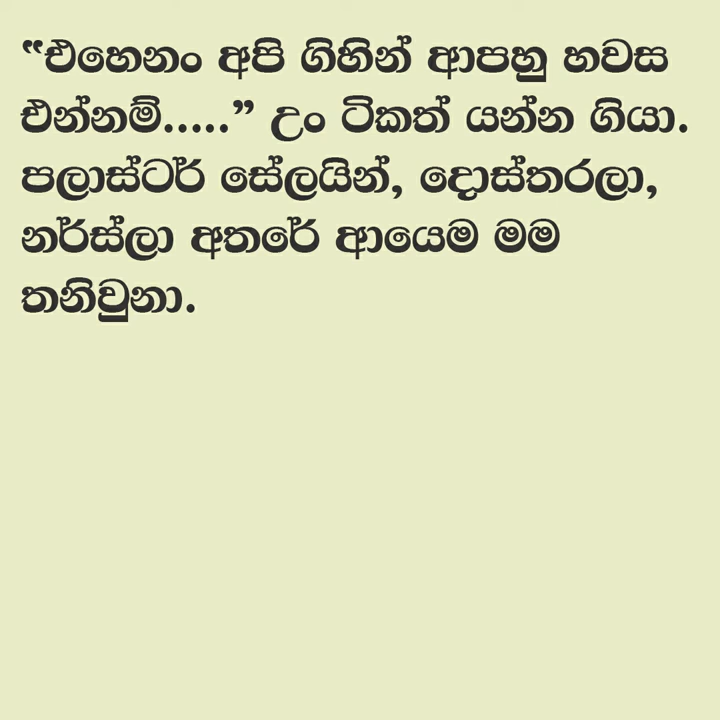 “එහෙනං අපි ගිහින් ආපහු හවස
එන්නම්.....” උං ටිකත් යන්න ගියා.
පලාස්ටර් සේලයින්, දොස්තරලා,
නර්ස්ලා අතරේ ආයෙම මම
තනිවුනා.